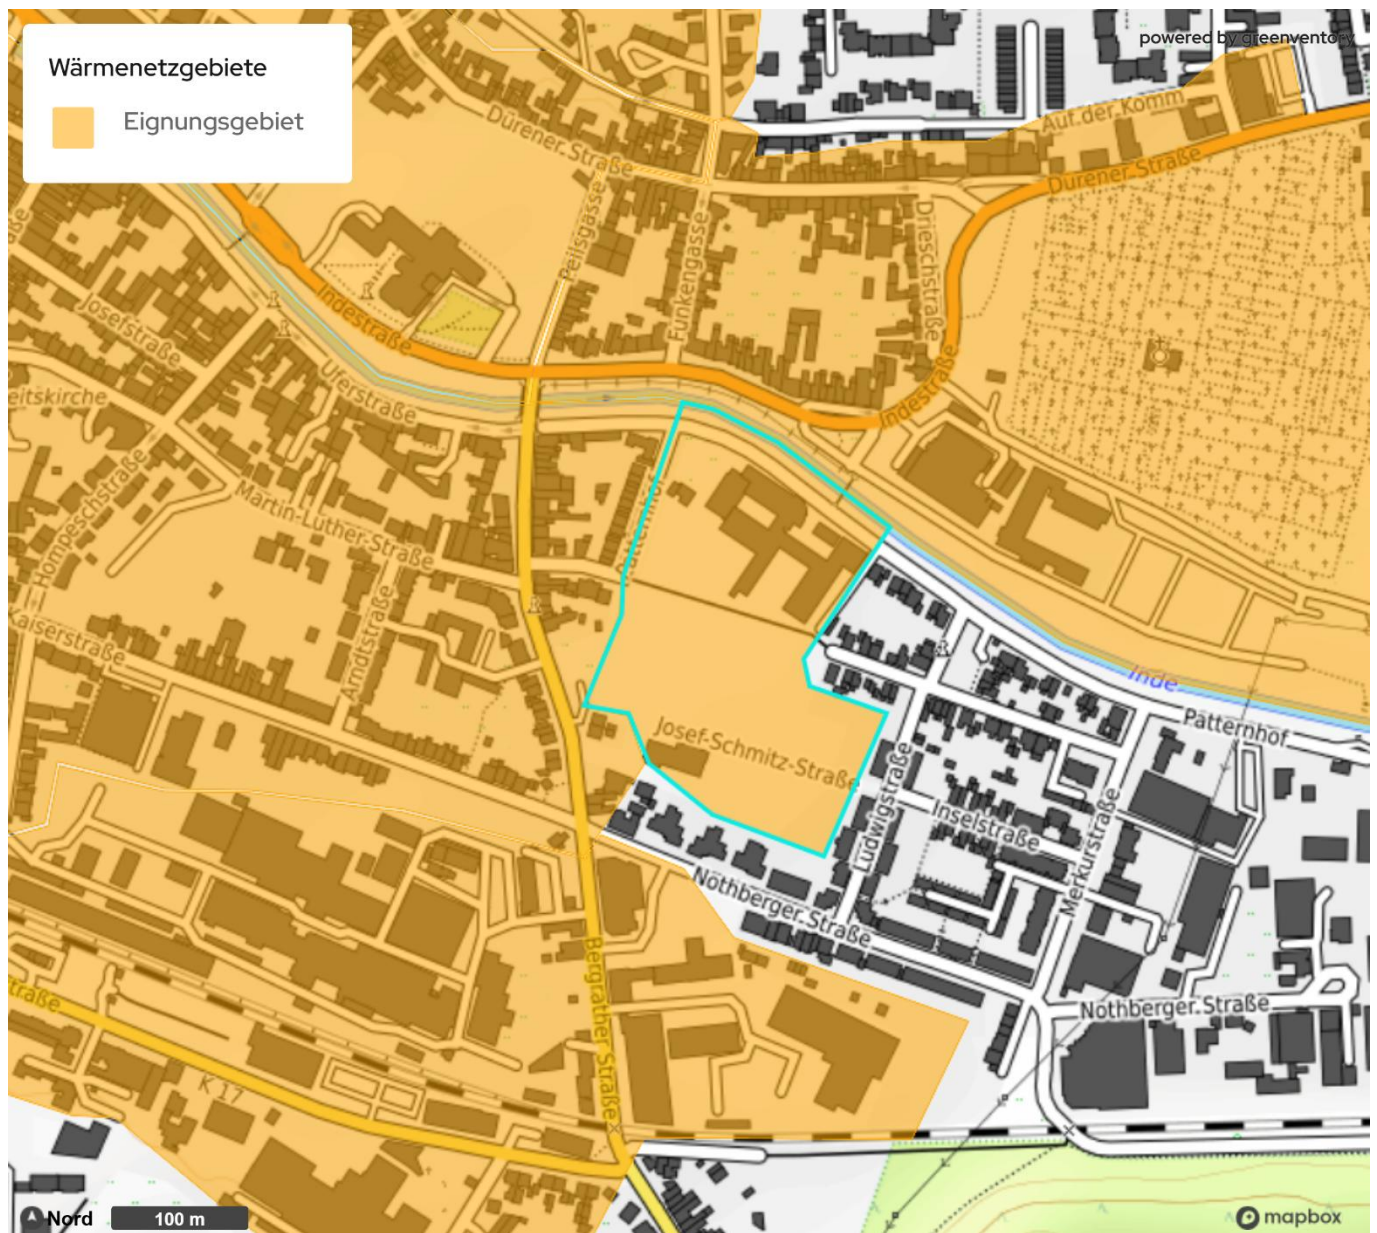 powered by greenventory
Wärmenetzgebiete
Eignungsgebiet
Dürener Straße
Auf der Komm
Dürener Straße
Peilsgasse
Funkengasse
Drieschstraße
Indestraße
Josefstraße
Uferstraße
Indestraße
eitskirche
Hompeschstraße
Martin-Luther-Straße
Patternhof
Arndtstraße
Kaiserstraße
Inde
Patternhof
Josef-Schmitz-Straße
Ludwigstraße
Inselstraße
Merkurstraße
Nothberger Straße
Bergrather Straße
Nothberger Straße
traße
K 17
Nord
100 m
mapbox